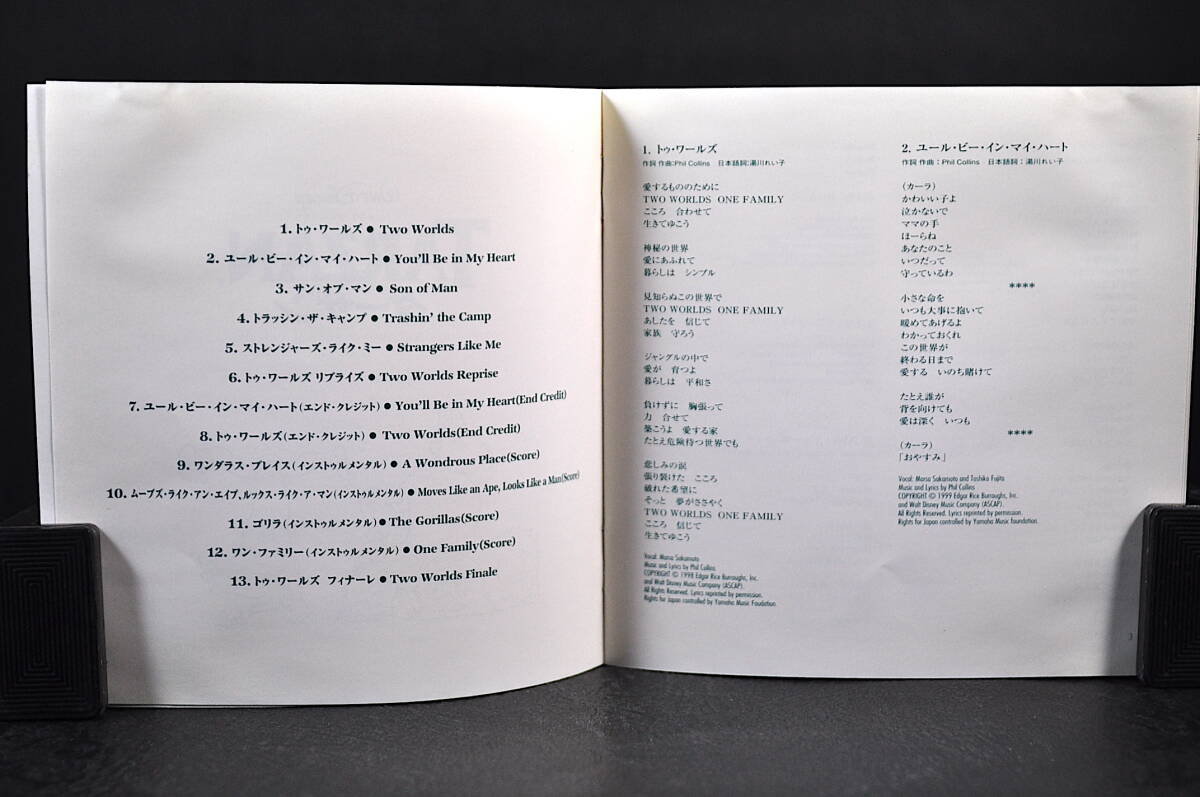 1. トゥ・ワールズ ● Two Worlds
2. ユール・ビー・イン・マイ・ハート ● You'll Be in My Heart
3. サン・オブ・マン ● Son of Man
4. トラッシン・ザ・キャンプ ● Trashin' the Camp
5. ストレンジャーズ・ライク・ミー ● Strangers Like Me
6. トゥ・ワールズ リプライズ ● Two Worlds Reprise
7. ユール・ビー・イン・マイ・ハート(エンド・クレジット) ● You'll Be in My Heart(End Credit)
8. トゥ・ワールズ(エンド・クレジット) ● Two Worlds(End Credit)
9. ワンダラス・プレイス(インストゥルメンタル) ● A Wondrous Place(Score)
10. ムーブズ・ライク・アン・エイプ、ルックス・ライク・ア・マン(インストゥルメンタル) ● Moves Like an Ape, Looks Like a Man(Score)
11. ゴリラ(インストゥルメンタル) ● The Gorillas(Score)
12. ワン・ファミリー(インストゥルメンタル) ● One Family(Score)
13. トゥ・ワールズ フィナーレ ● Two Worlds Finale
1. トゥ・ワールズ
作詞 作曲:Phil Collins 日本語詞:湯川れい子
愛するもののために
TWO WORLDS ONE FAMILY
こころ 合わせて
生きてゆこう
神秘の世界
愛にあふれて
暮らしは シンプル
見知らぬこの世界で
TWO WORLDS ONE FAMILY
あしたを 信じて
家族 守ろう
ジャングルの中で
愛が 育つよ
暮らしは 平和さ
負けずに 胸張って
力 合せて
築こうよ 愛する家
たとえ危険待つ世界でも
悲しみの涙
張り裂けた こころ
破れた希望に
そっと 夢がささやく
TWO WORLDS ONE FAMILY
こころ 信じて
生きてゆこう
Vocal: Marsa Sakamoto
Music and Lyrics by Phil Collins
COPYRIGHT © 1998 Edgar Rice Burroughs, Inc.
and Walt Disney Music Company (ASCAP).
All Rights Reserved. Lyrics reprinted by permission.
Rights for Japan controlled by Yamaha Music Foudation.
2. ユール・ビー・イン・マイ・ハート
作詞 作曲:Phil Collins 日本語詞:湯川れい子
(カーラ)
かわいい子よ
泣かないで
ママの手
ほーらね
あなたのこと
いつだって
守っているわ
****
小さな命を
いつも大事に抱いて
暖めてあげるよ
わかっておくれ
この世界が
終わる日まで
愛する いのち賭けて
たとえ誰が
背を向けても
愛は深く いつも
****
(カーラ)
「おやすみ」
Vocal: Marsa Sakamoto and Toshika Fujita
Music and Lyrics by Phil Collins
COPYRIGHT © 1999 Edgar Rice Burroughs, Inc.
and Walt Disney Music Company (ASCAP).
All Rights Reserved. Lyrics reprinted by permission.
Rights for Japan controlled by Yamaha Music foundation.
3